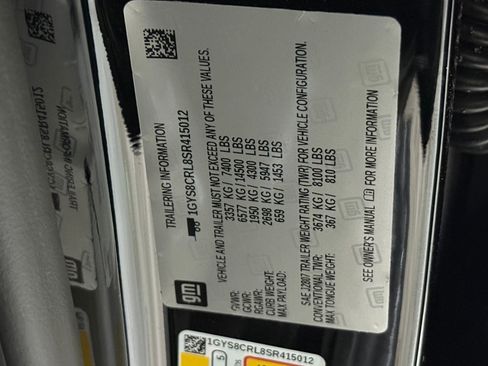 TRAILERING INFORMATION
1GYS8CRL8SR415012
VEHICLE AND TRAILER MUST NOT EXCEED ANY OF THESE VALUES.
GVWR: 3357 KG / 7400 LBS
GCWR: 6577 KG / 14500 LBS
RGAWR: 1950 KG / 4300 LBS
CURB WEIGHT: 2698 KG / 5947 LBS
MAX PAYLOAD: 659 KG / 1453 LBS
SAE J2807 TRAILER WEIGHT RATING (TWR) FOR VEHICLE CONFIGURATION.
CONVENTIONAL TWR: 3674 KG / 8100 LBS
MAX TONGUE WEIGHT: 367 KG / 810 LBS
SEE OWNER'S MANUAL FOR MORE INFORMATION
gm
1GYS8CRL8SR415012